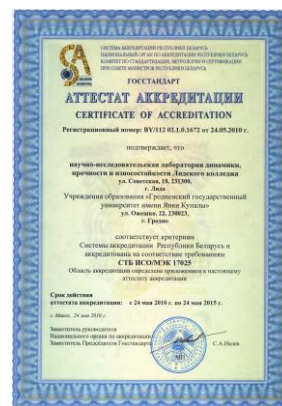 СИСТЕМА АККРЕДИТАЦИИ РЕСПУБЛИКИ БЕЛАРУСЬ
НАЦИОНАЛЬНЫЙ ОРГАН ПО АККРЕДИТАЦИИ РЕСПУБЛИКИ БЕЛАРУСЬ
КОМИТЕТ ПО СТАНДАРТИЗАЦИИ, МЕТРОЛОГИИ И СЕРТИФИКАЦИИ
ПРИ СОВЕТЕ МИНИСТРОВ РЕСПУБЛИКИ БЕЛАРУСЬ
ГОССТАНДАРТ
АТТЕСТАТ АККРЕДИТАЦИИ
CERTIFICATE OF ACCREDITATION
Регистрационный номер: BY/112 02.1.0.1672 от 24.05.2010 г.
подтверждает, что
научно-исследовательская лаборатория динамики,
прочности и износостойкости Лидского колледжа
ул. Советская, 18, 231300,
г. Лида
Учреждения образования «Гродненский государственный
университет имени Янки Купалы»
ул. Ожешко, 22, 230023,
г. Гродно
соответствует критериям
Системы аккредитации Республики Беларусь и
аккредитована на соответствие требованиям
СТБ ИСО/МЭК 17025
Область аккредитации определена приложением к настоящему
аттестату аккредитации
Срок действия
аттестата аккредитации: с 24 мая 2010 г. по 24 мая 2015 г.
г. Минск, 24 мая 2010 г.
Заместитель руководителя
Национального органа по аккредитации
Заместитель Председателя Госстандарта
С.А.Ивлев
МП